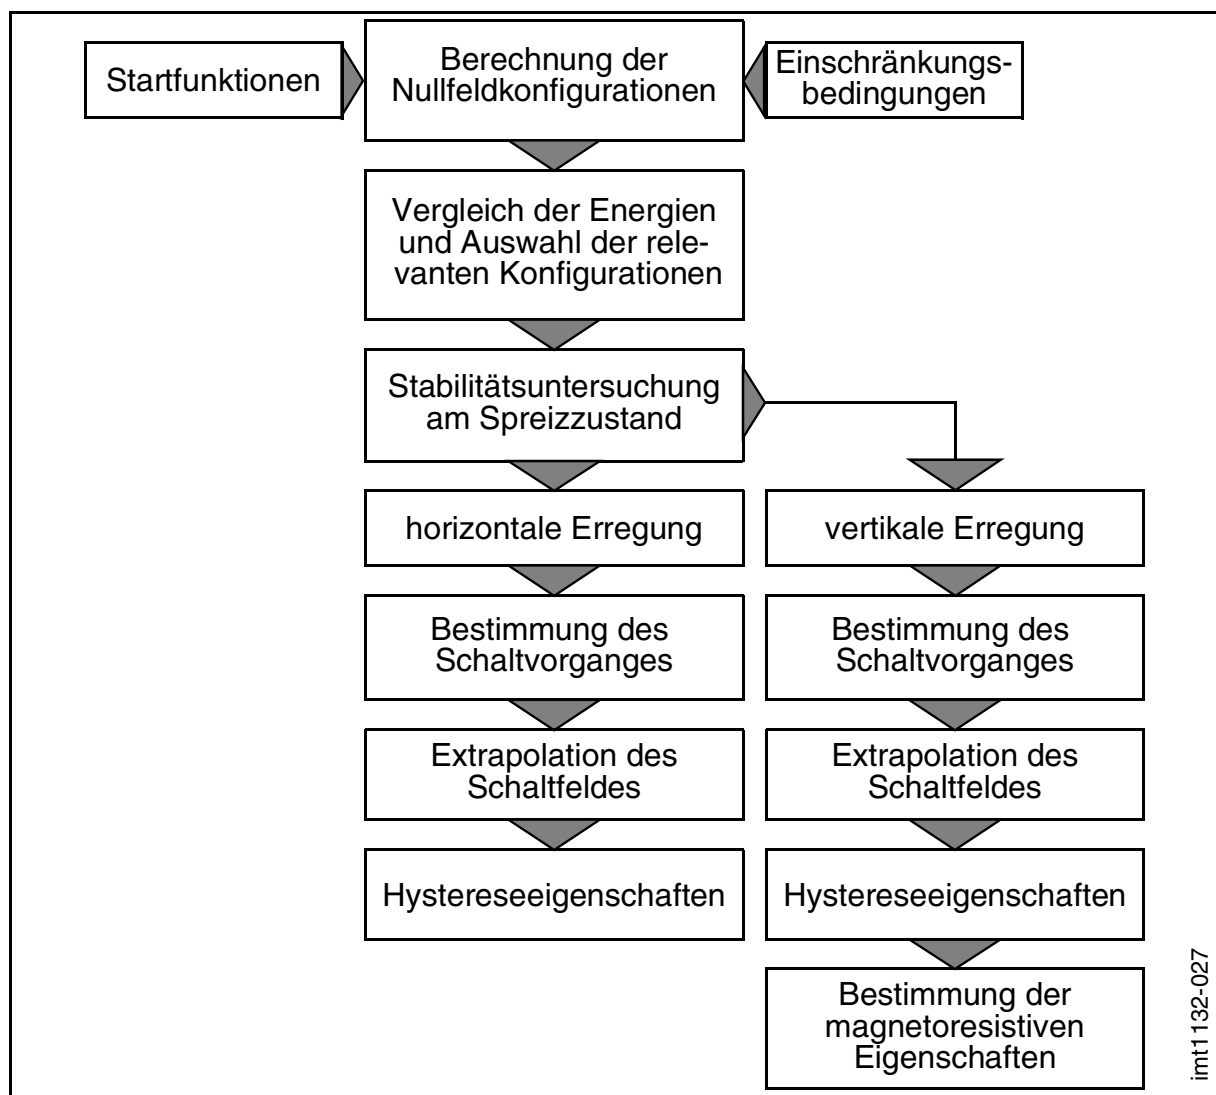 Startfunktionen
Berechnung der
Nullfeldkonfigurationen
Einschränkungs-
bedingungen
Vergleich der Energien
und Auswahl der rele-
vanten Konfigurationen
Stabilitätsuntersuchung
am Spreizzustand
horizontale Erregung
vertikale Erregung
Bestimmung des
Schaltvorganges
Bestimmung des
Schaltvorganges
Extrapolation des
Schaltfeldes
Extrapolation des
Schaltfeldes
Hystereseeigenschaften
Hystereseeigenschaften
Bestimmung der
magnetoresistiven
Eigenschaften
imt1132-027